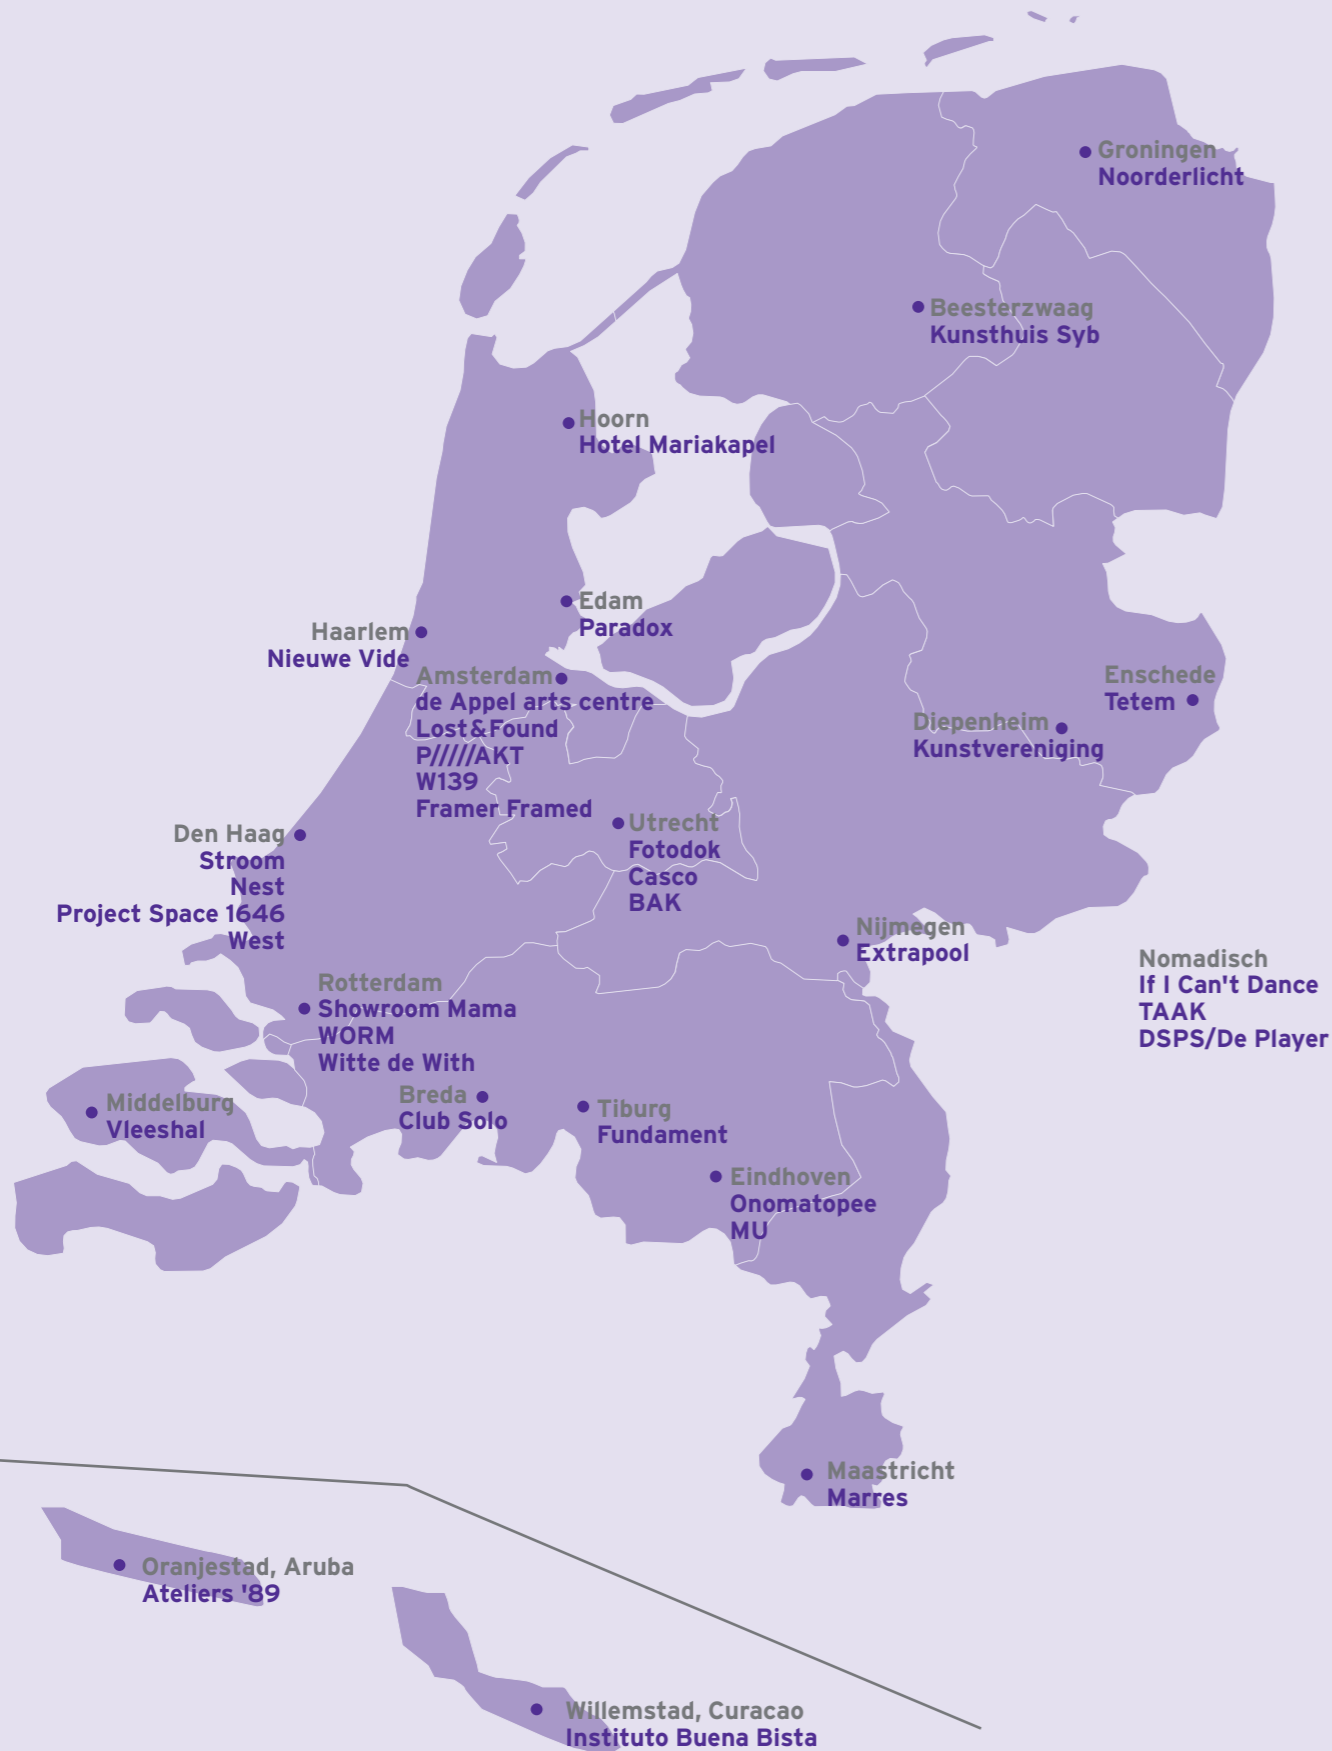 Groningen
Noorderlicht
Beesterzwaag
Kunsthuis Syb
Hoorn
Hotel Mariakapel
Edam
Paradox
Haarlem
Nieuwe Vide
Amsterdam
de Appel arts centre
Lost&Found
P/////AKT
W139
Framer Framed
Enschede
Tetem
Diepenheim
Kunstvereniging
Den Haag
Stroom
Nest
Project Space 1646
West
Utrecht
Fotodok
Casco
BAK
Nijmegen
Extrapool
Nomadisch
If I Can't Dance
TAAK
DSPS/De Player
Rotterdam
Showroom Mama
WORM
Witte de With
Middelburg
Vleeshal
Breda
Club Solo
Tiburg
Fundament
Eindhoven
Onomatopee
MU
Maastricht
Marres
Oranjestad, Aruba
Ateliers '89
Willemstad, Curacao
Instituto Buena Bista